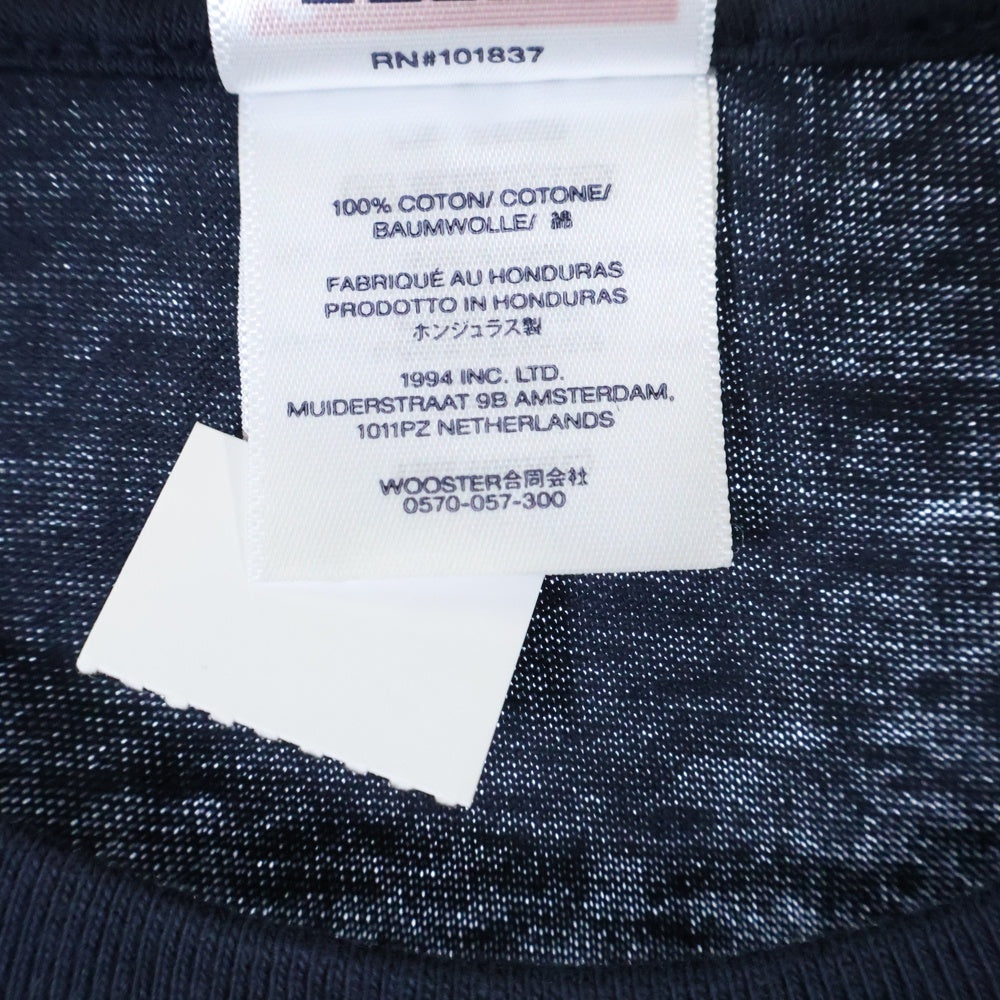 RN#101837
100% COTON/ COTONE/
BAUMWOLLE/ 綿
FABRIQUÉ AU HONDURAS
PRODOTTO IN HONDURAS
ホンジュラス製
1994 INC. LTD.
MUIDERSTRAAT 9B AMSTERDAM,
1011PZ NETHERLANDS
WOOSTER合同会社
0570-057-300